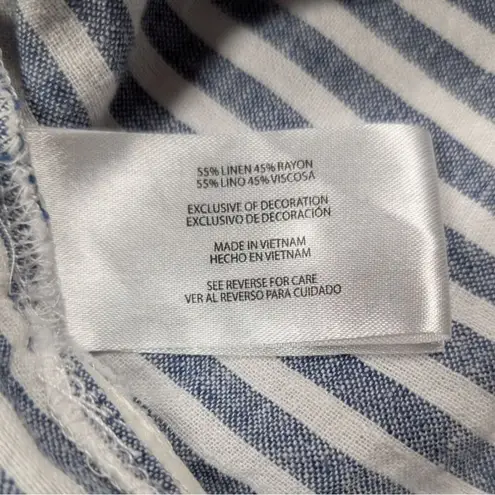 55% LINEN 45% RAYON
55% LINO 45% VISCOSA
EXCLUSIVE OF DECORATION
EXCLUSIVO DE DECORACIÓN
MADE IN VIETNAM
HECHO EN VIETNAM
SEE REVERSE FOR CARE
VER AL REVERSO PARA CUIDADO